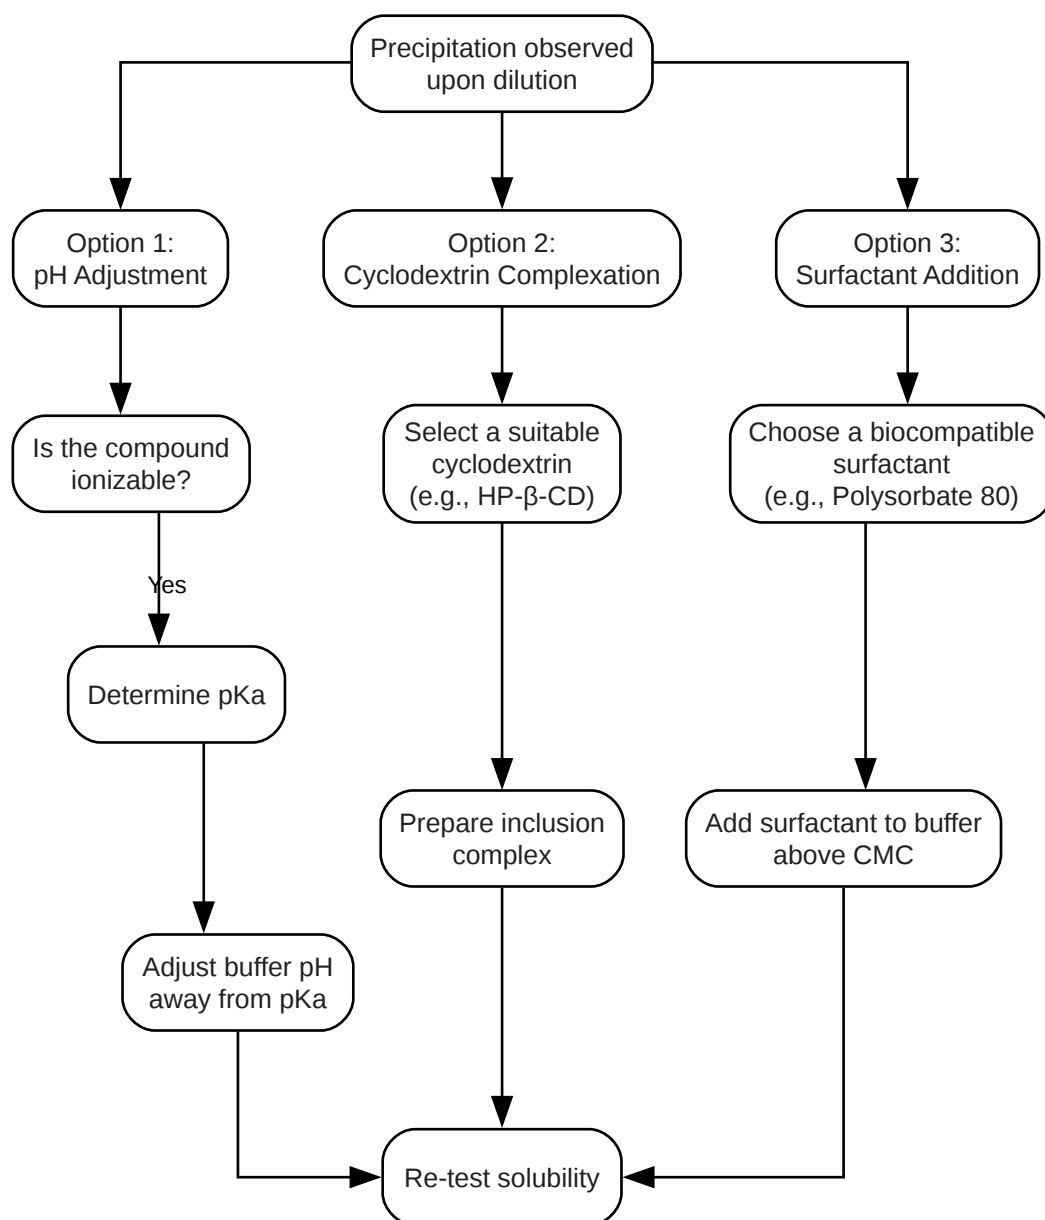 Precipitation observed
upon dilution
Option 1:
pH Adjustment
Option 2:
Cyclodextrin Complexation
Option 3:
Surfactant Addition
Is the compound
ionizable?
Select a suitable
cyclodextrin
(e.g., HP-β-CD)
Choose a biocompatible
surfactant
(e.g., Polysorbate 80)
Yes
Determine pKa
Prepare inclusion
complex
Add surfactant to buffer
above CMC
Adjust buffer pH
away from pKa
Re-test solubility